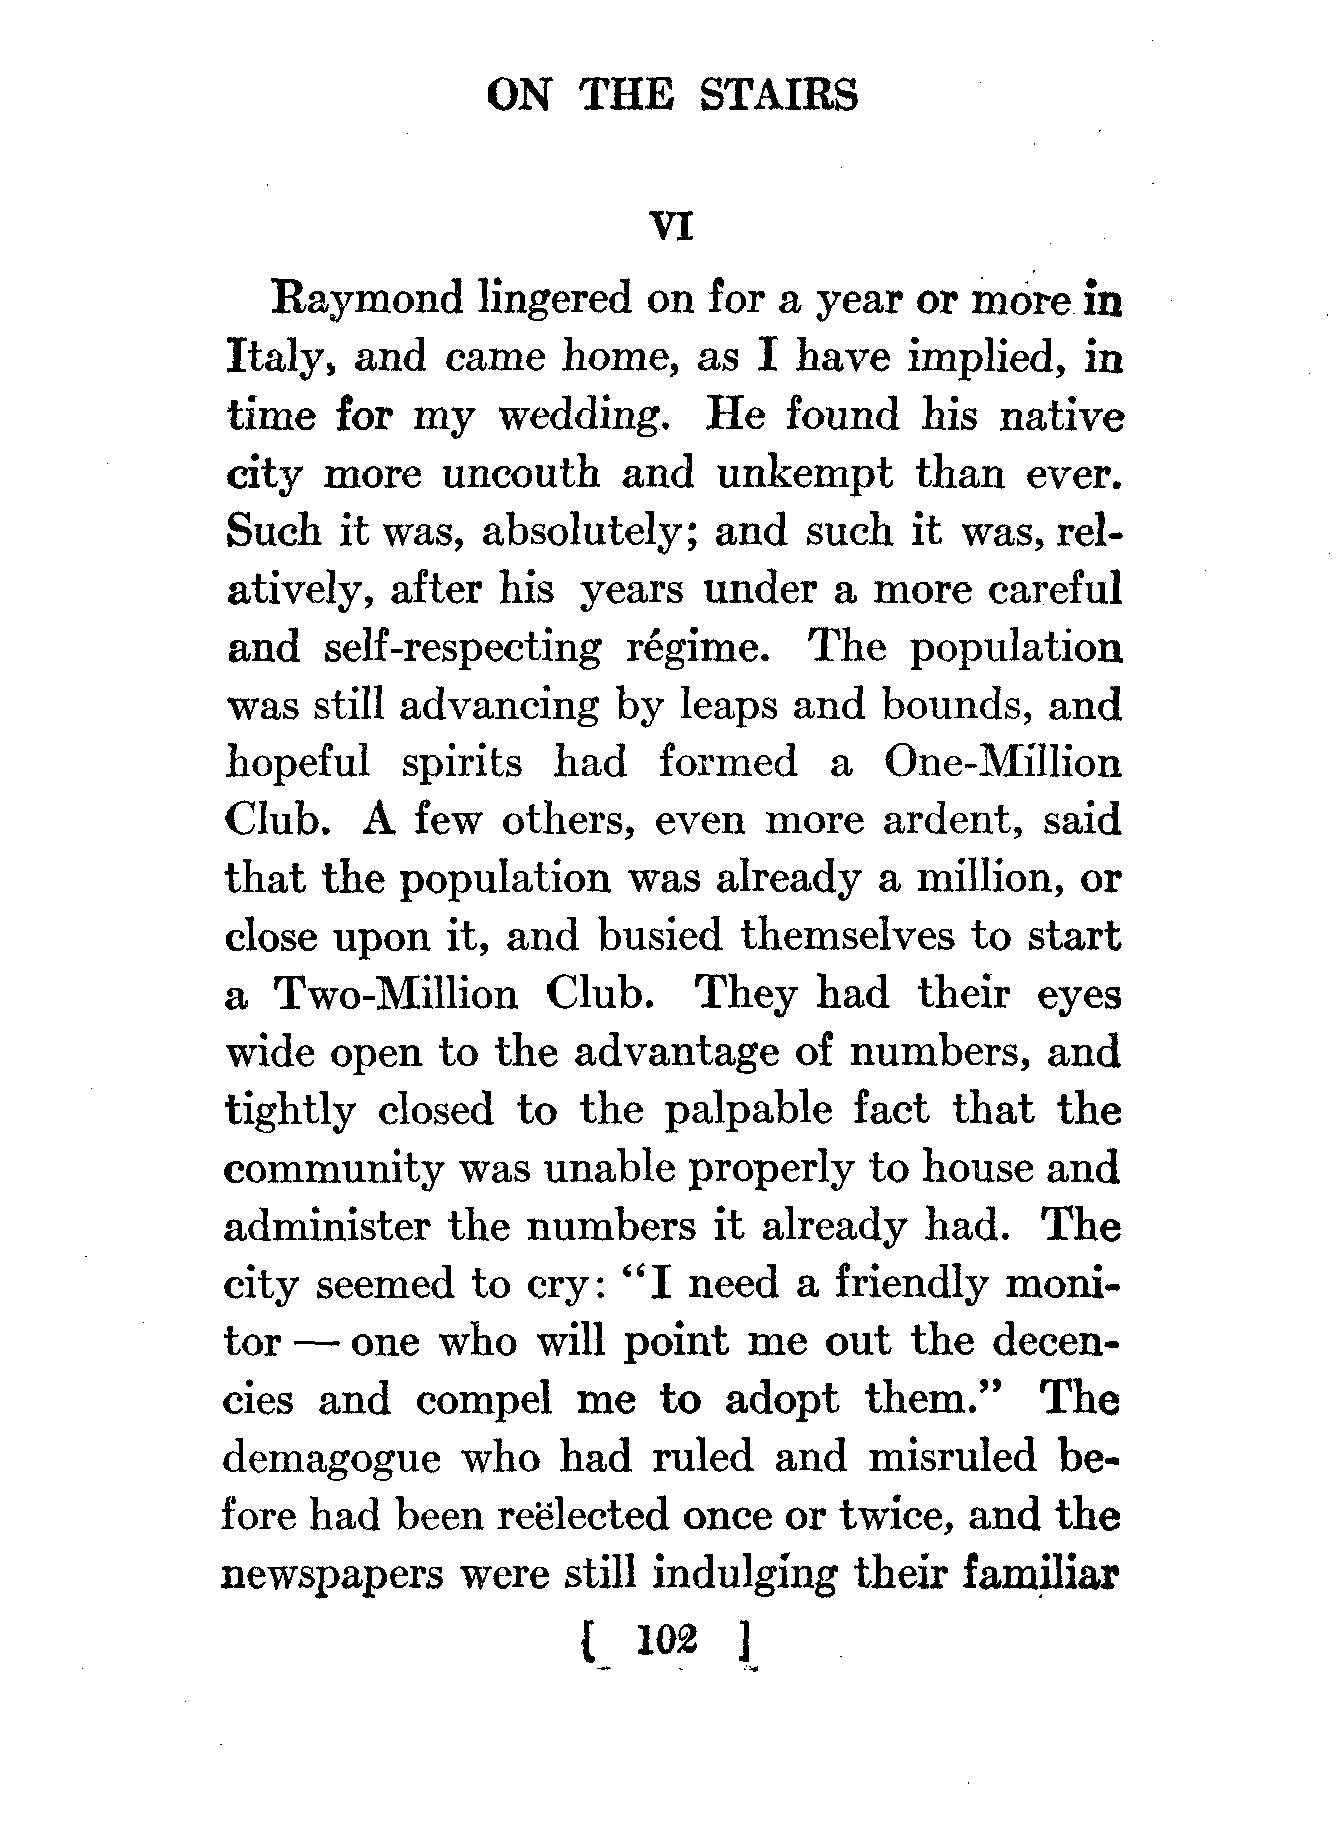 ON THE STAIRS
VI
Raymond lingered on for a year or more in
Italy, and came home, as I have implied, in
time for my wedding. He found his native
city more uncouth and unkempt than ever.
Such it was, absolutely; and such it was, rel-
atively, after his years under a more careful
and self-respecting régime. The population
was still advancing by leaps and bounds, and
hopeful spirits had formed a One-Million
Club. A few others, even more ardent, said
that the population was already a million, or
close upon it, and busied themselves to start
a Two-Million Club. They had their eyes
wide open to the advantage of numbers, and
tightly closed to the palpable fact that the
community was unable properly to house and
administer the numbers it already had. The
city seemed to cry: “I need a friendly moni-
tor — one who will point me out the decen-
cies and compel me to adopt them.” The
demagogue who had ruled and misruled be-
fore had been reëlected once or twice, and the
newspapers were still indulging their familiar
[ 102 ]